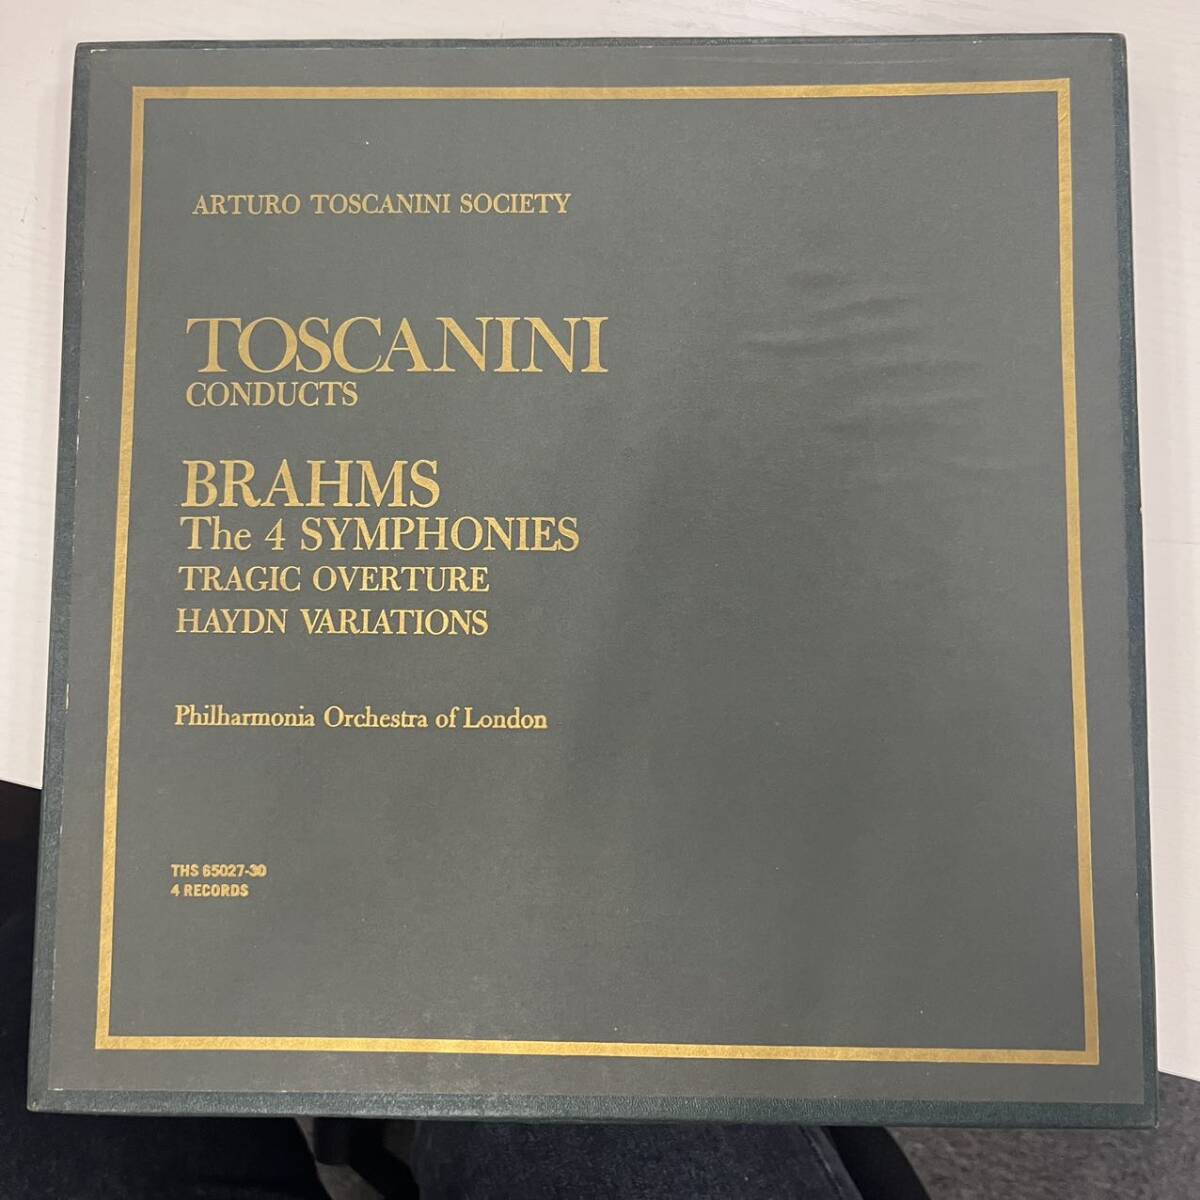 ARTURO TOSCANINI SOCIETY
TOSCANINI
CONDUCTS
BRAHMS
The 4 SYMPHONIES
TRAGIC OVERTURE
HAYDN VARIATIONS
Philharmonia Orchestra of London
THS 65027-30
4 RECORDS